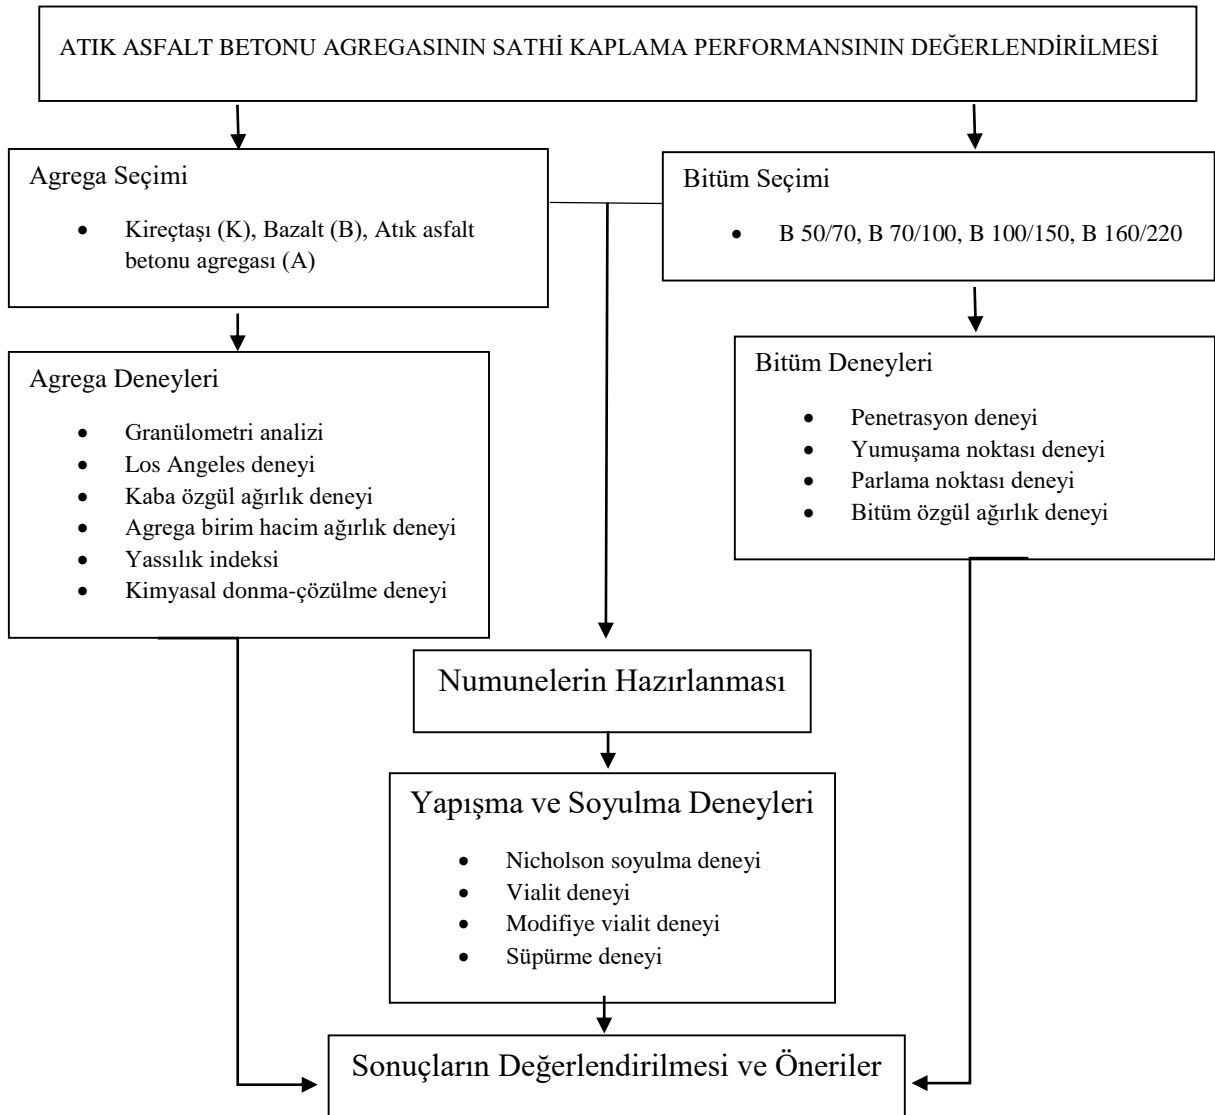 ATIK ASFALT BETONU AGREGASININ SATHİ KAPLAMA PERFORMANSININ DEĞERLENDİRİLMESİ
Agrega Seçimi
• Kireçtaşı (K), Bazalt (B), Atık asfalt
betonu agregası (A)
Bitüm Seçimi
• B 50/70, B 70/100, B 100/150, B 160/220
Agrega Deneyleri
• Granülometri analizi
• Los Angeles deneyi
• Kaba özgül ağırlık deneyi
• Agrega birim hacim ağırlık deneyi
• Yassılık indeksi
• Kimyasal donma-çözülme deneyi
Bitüm Deneyleri
• Penetrasyon deneyi
• Yumuşama noktası deneyi
• Parlama noktası deneyi
• Bitüm özgül ağırlık deneyi
Numunelerin Hazırlanması
Yapışma ve Soyulma Deneyleri
• Nicholson soyulma deneyi
• Vialit deneyi
• Modifiye vialit deneyi
• Süpürme deneyi
Sonuçların Değerlendirilmesi ve Öneriler